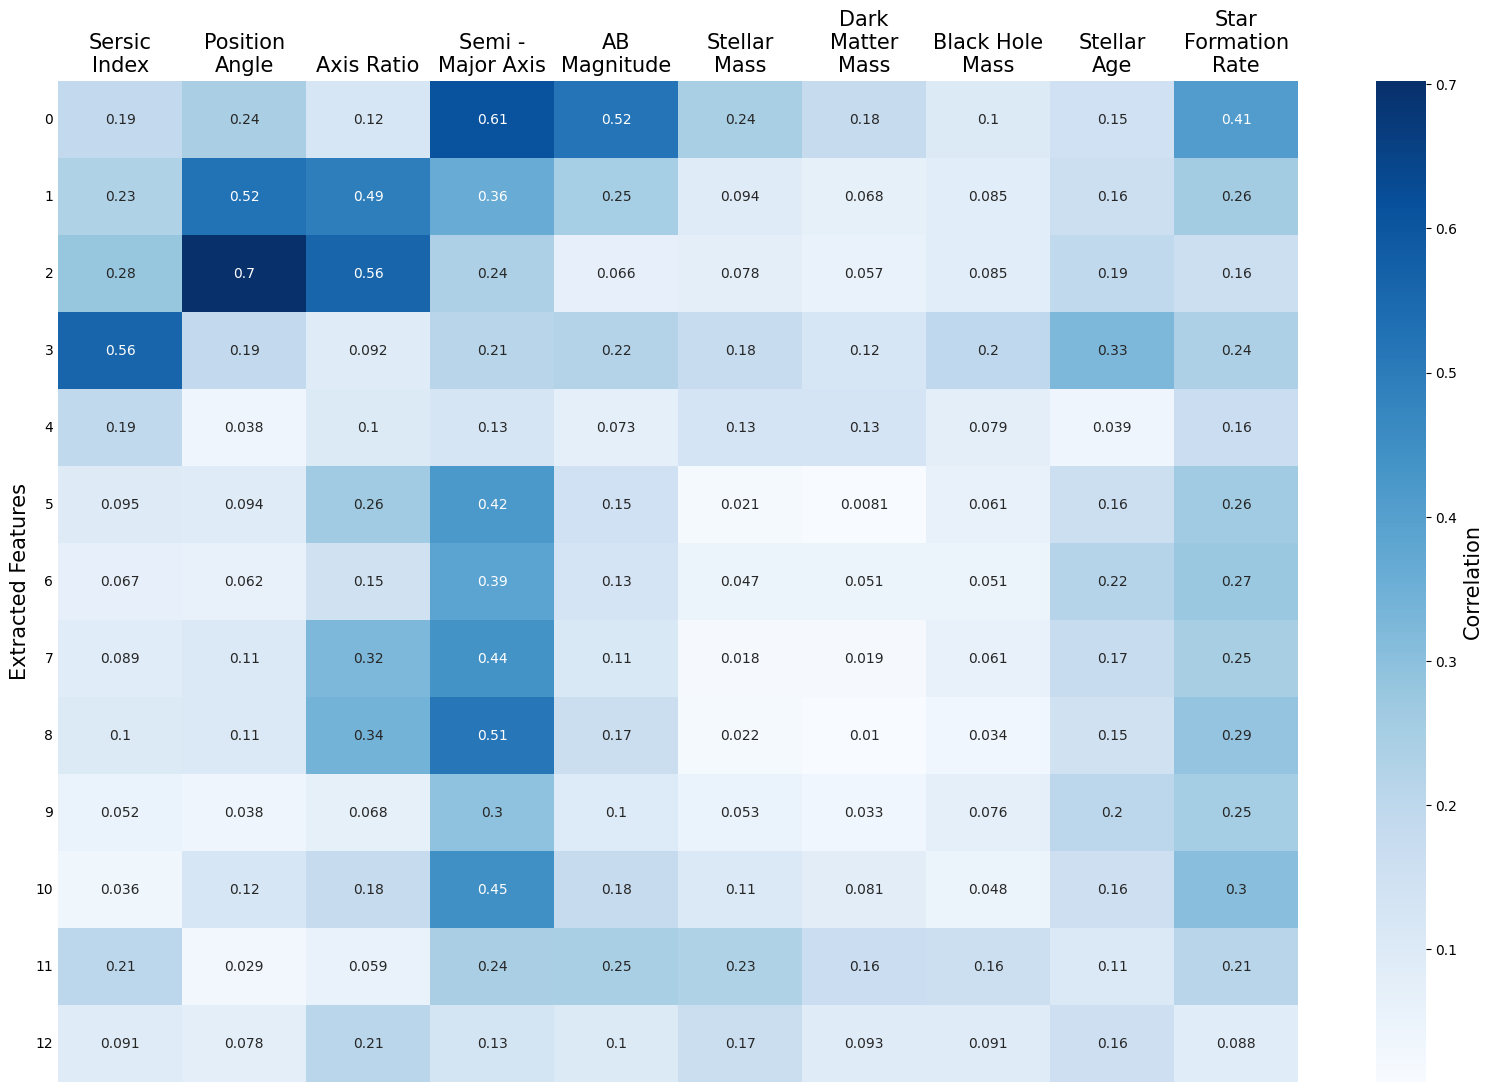 Sersic
Index
Position
Angle
Axis Ratio
Semi -
Major Axis
AB
Magnitude
Stellar
Mass
Dark
Matter
Mass
Black Hole
Mass
Stellar
Age
Star
Formation
Rate
0 0.19 0.24 0.12 0.61 0.52 0.24 0.18 0.1 0.15 0.41
1 0.23 0.52 0.49 0.36 0.25 0.094 0.068 0.085 0.16 0.26
2 0.28 0.7 0.56 0.24 0.066 0.078 0.057 0.085 0.19 0.16
3 0.56 0.19 0.092 0.21 0.22 0.18 0.12 0.2 0.33 0.24
4 0.19 0.038 0.1 0.13 0.073 0.13 0.13 0.079 0.039 0.16
5 0.095 0.094 0.26 0.42 0.15 0.021 0.0081 0.061 0.16 0.26
6 0.067 0.062 0.15 0.39 0.13 0.047 0.051 0.051 0.22 0.27
7 0.089 0.11 0.32 0.44 0.11 0.018 0.019 0.061 0.17 0.25
8 0.1 0.11 0.34 0.51 0.17 0.022 0.01 0.034 0.15 0.29
9 0.052 0.038 0.068 0.3 0.1 0.053 0.033 0.076 0.2 0.25
10 0.036 0.12 0.18 0.45 0.18 0.11 0.081 0.048 0.16 0.3
11 0.21 0.029 0.059 0.24 0.25 0.23 0.16 0.16 0.11 0.21
12 0.091 0.078 0.21 0.13 0.1 0.17 0.093 0.091 0.16 0.088
Extracted Features
0.7
0.6
0.5
0.4
0.3
0.2
0.1
Correlation